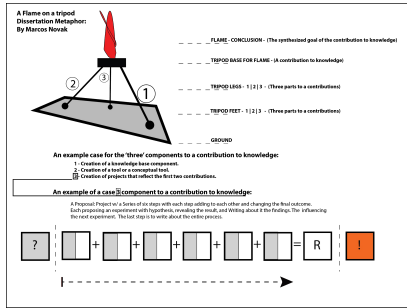 A Flame on a tripod
Dissertation Metaphor:
By Marcos Novak
FLAME - CONCLUSION - (The synthesized goal of the contribution to knowledge)
TRIPOD BASE FOR FLAME - (A contribution to knowledge)
2
3
1
TRIPOD LEGS - 1 | 2 | 3 - (Three parts to a contributions)
TRIPOD FEET - 1 | 2 | 3 - (Three parts to a contributions)
GROUND
An example case for the 'three' components to a contribution to knowledge:
1 - Creation of a knowledge base component.
2 - Creation of a tool or a conceptual tool.
3 - Creation of projects that reflect the first two contributions.
An example of a case 3 component to a contribution to knowledge:
A Proposal: Project w/ a Series of six steps with each step adding to each other and changing the final outcome.
Each proposing an experiment with hypothesis, revealing the result, and Writing about it the findings. The influencing
the next experiment. The last step is to write about the entire process.
? + + + + + = R !